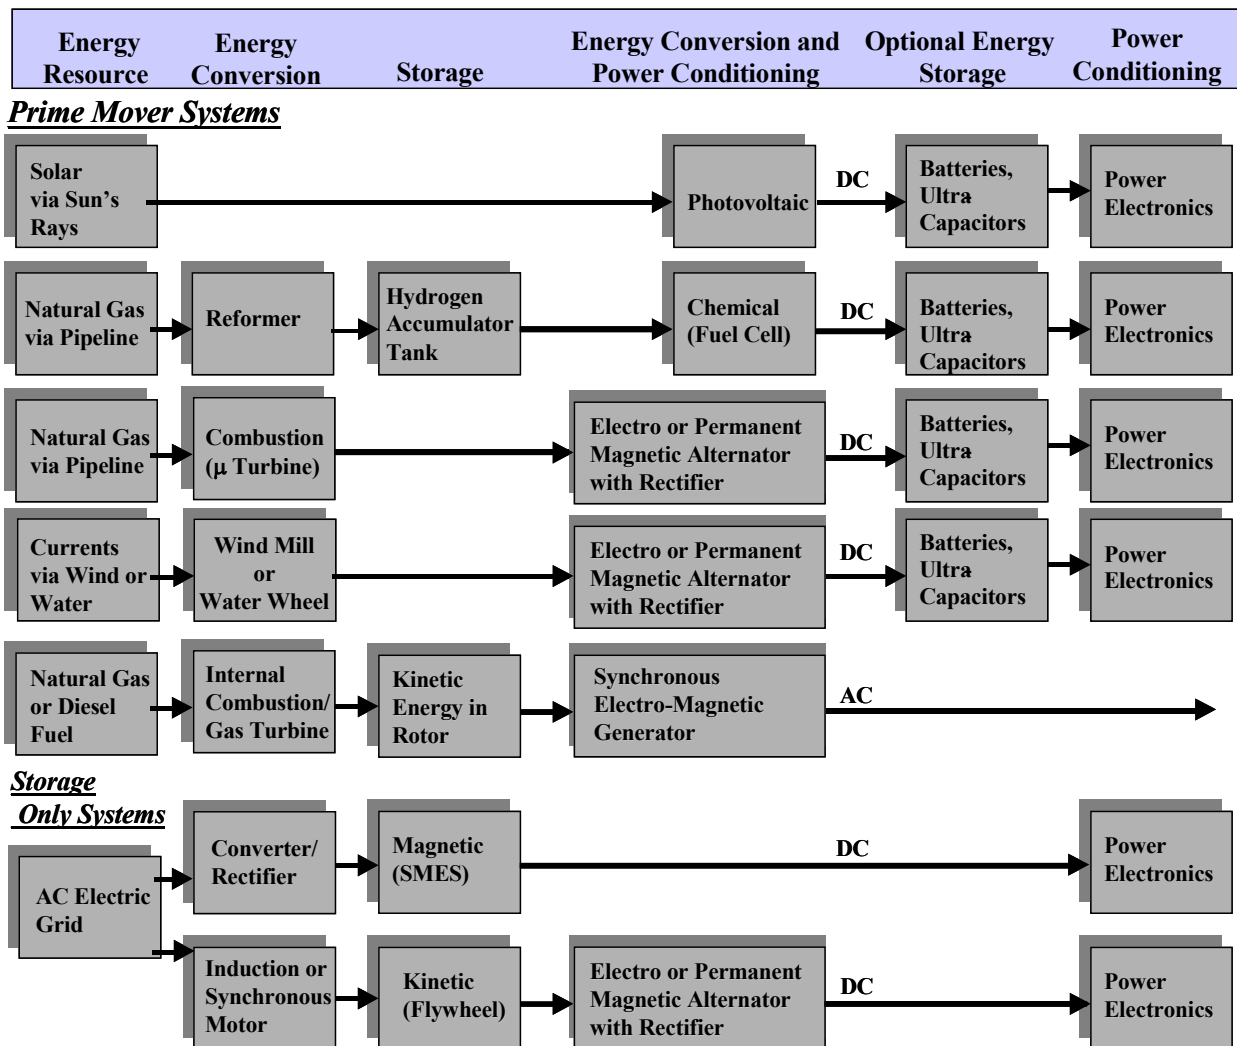 Energy
Resource
Energy
Conversion
Storage
Energy Conversion and
Power Conditioning
Optional Energy
Storage
Power
Conditioning
Prime Mover Systems
Solar
via Sun's
Rays
Photovoltaic
DC
Batteries,
Ultra-
Capacitors
Power
Electronics
Natural Gas
via Pipeline
Reformer
Hydrogen
Accumulator
Tank
Chemical
(Fuel Cell)
DC
Batteries,
Ultra-
Capacitors
Power
Electronics
Natural Gas
via Pipeline
Combustion
(μ Turbine)
Electro or Permanent
Magnetic Alternator
with Rectifier
DC
Batteries,
Ultra-
Capacitors
Power
Electronics
Currents
via Wind or
Water
Wind Mill
or
Water Wheel
Electro or Permanent
Magnetic Alternator
with Rectifier
DC
Batteries,
Ultra-
Capacitors
Power
Electronics
Natural Gas
or Diesel
Fuel
Internal
Combustion/
Gas Turbine
Kinetic
Energy in
Rotor
Synchronous
Electro-Magnetic
Generator
AC
Storage
Only Systems
AC Electric
Grid
Converter/
Rectifier
Magnetic
(SMES)
DC
Power
Electronics
Induction or
Synchronous
Motor
Kinetic
(Flywheel)
Electro or Permanent
Magnetic Alternator
with Rectifier
DC
Power
Electronics